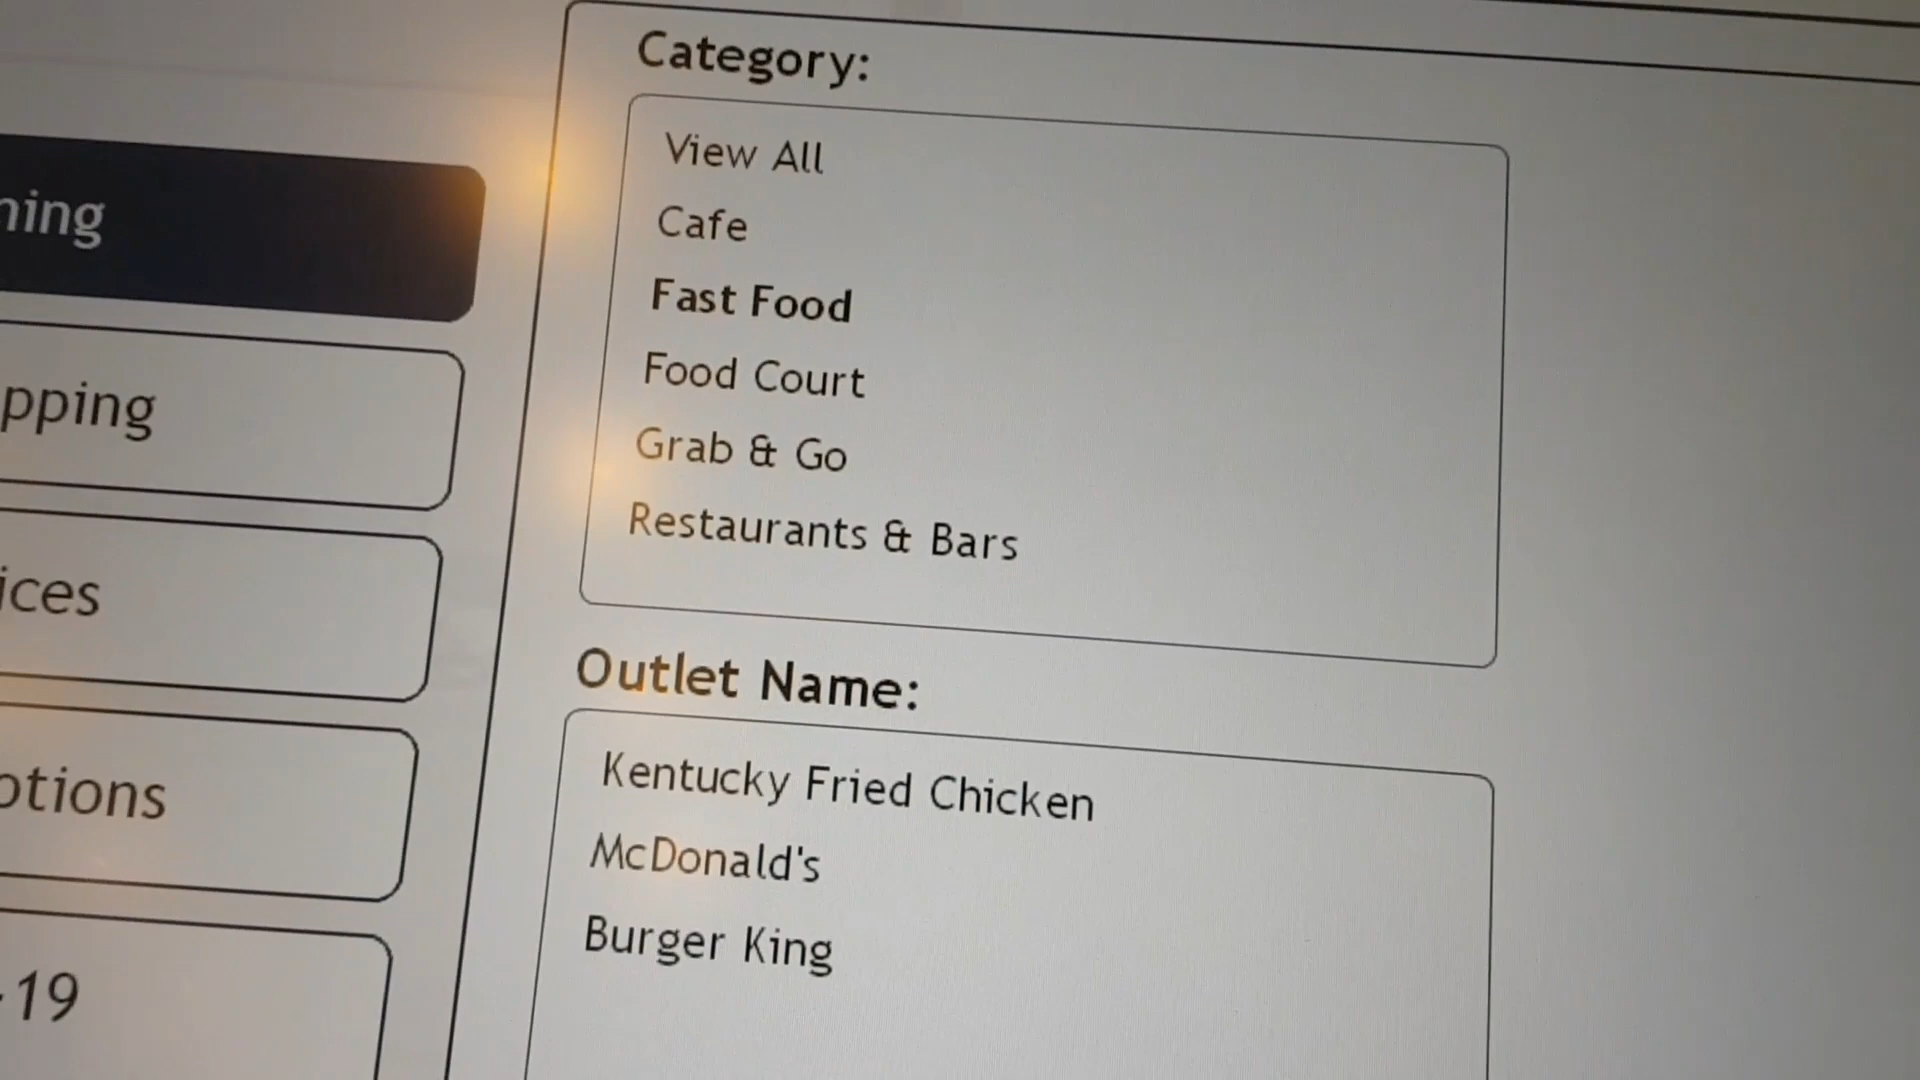 Category:
View All
Cafe
Fast Food
Food Court
Grab & Go
Restaurants & Bars
Outlet Name:
Kentucky Fried Chicken
McDonald's
Burger King
ning
pping
ices
otions
-19